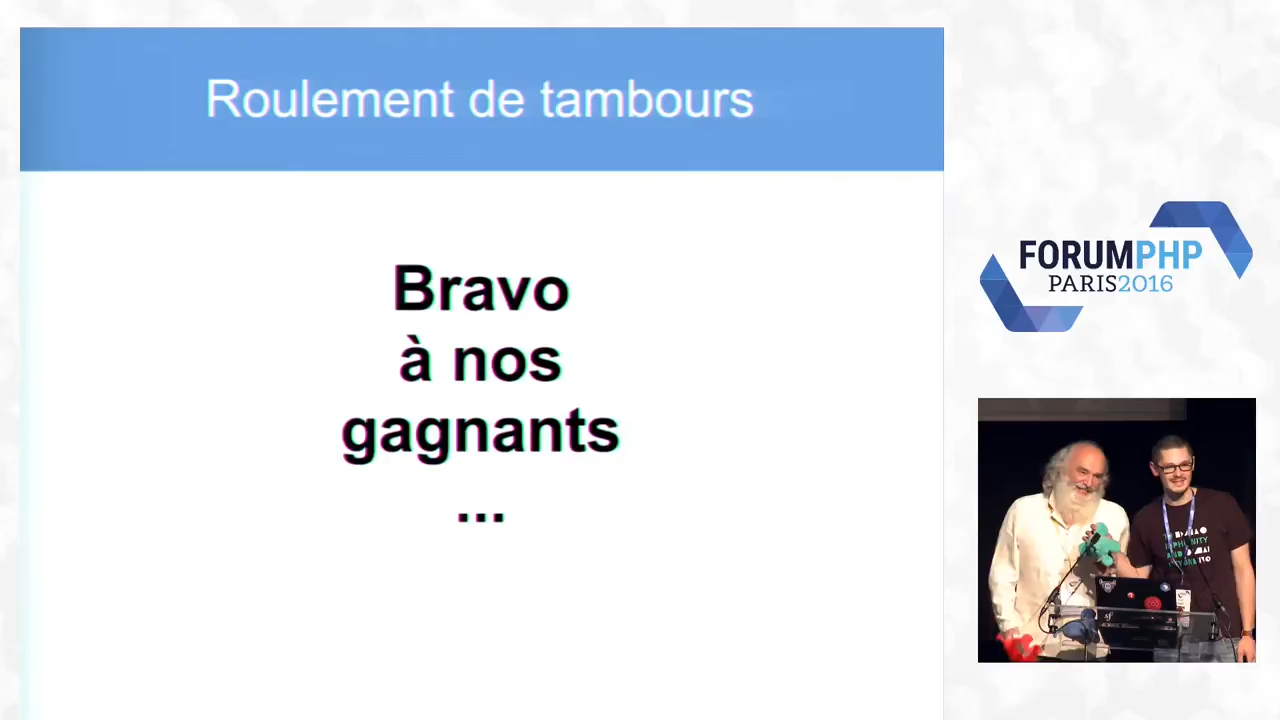 Roulement de tambours
Bravo
à nos
gagnants
...
FORUMPHP
PARIS2016